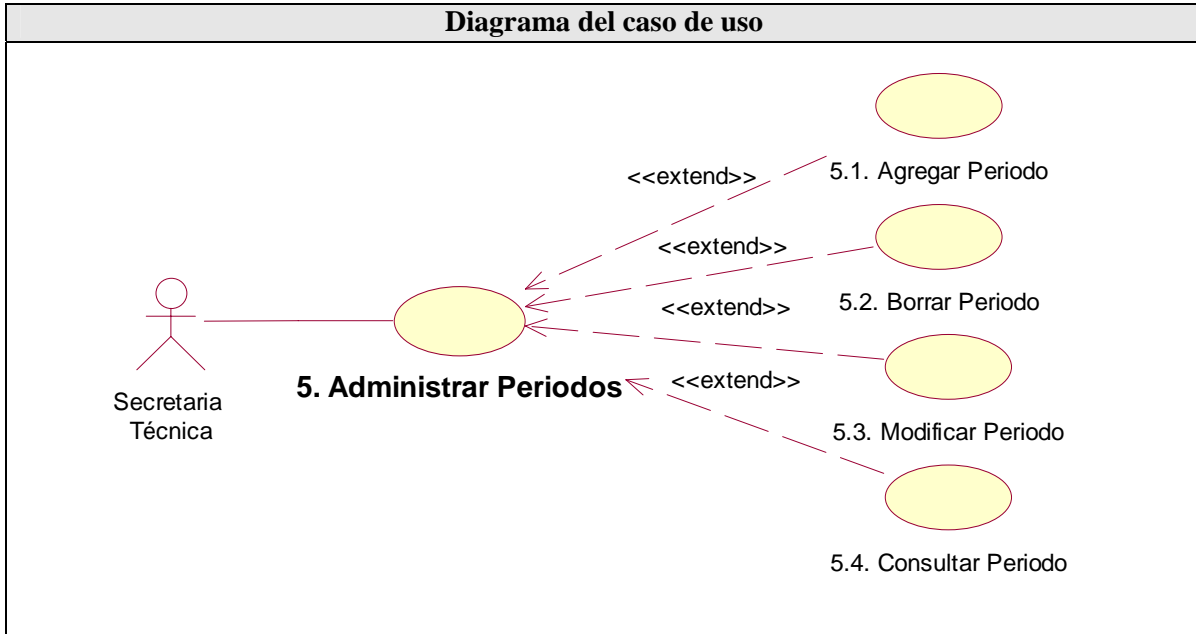 Diagrama del caso de uso
<<extend>>
5.1. Agregar Periodo
<<extend>>
5.2. Borrar Periodo
<<extend>>
5. Administrar Periodos
<<extend>>
Secretaria
Técnica
5.3. Modificar Periodo
5.4. Consultar Periodo